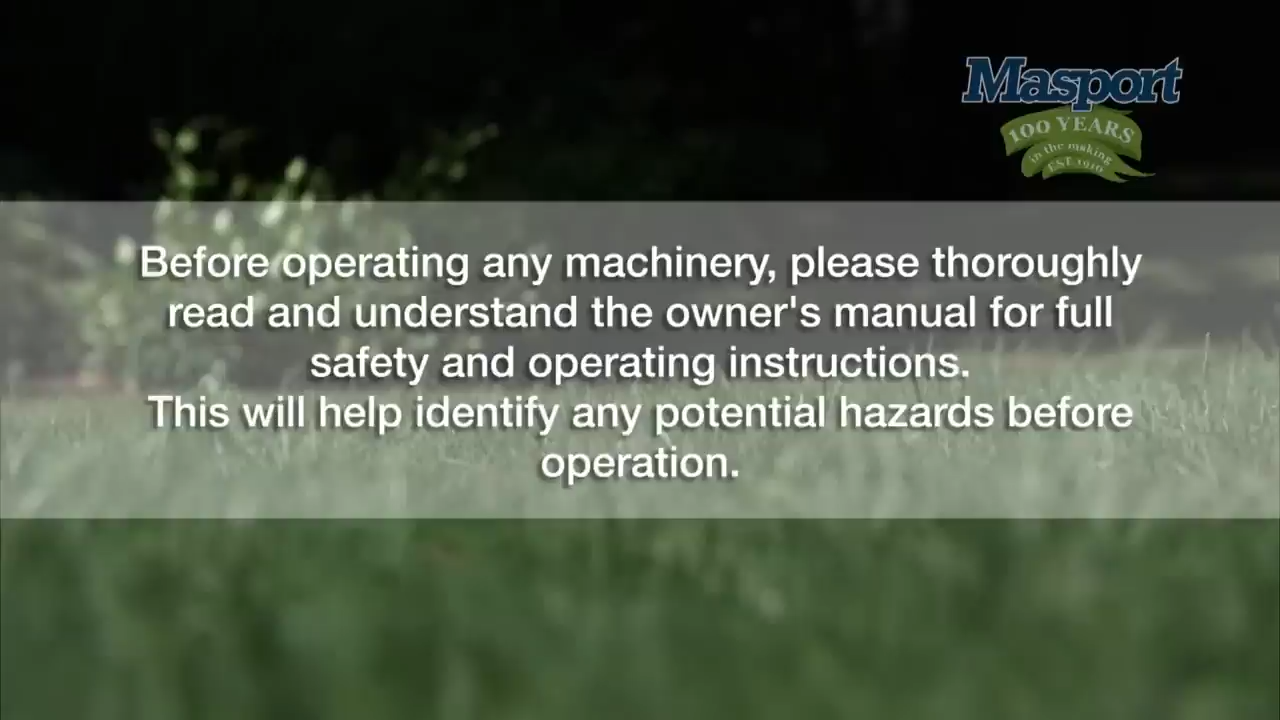 Masport
100 YEARS
in the making
EST 1910
Before operating any machinery, please thoroughly
read and understand the owner's manual for full
safety and operating instructions.
This will help identify any potential hazards before
operation.